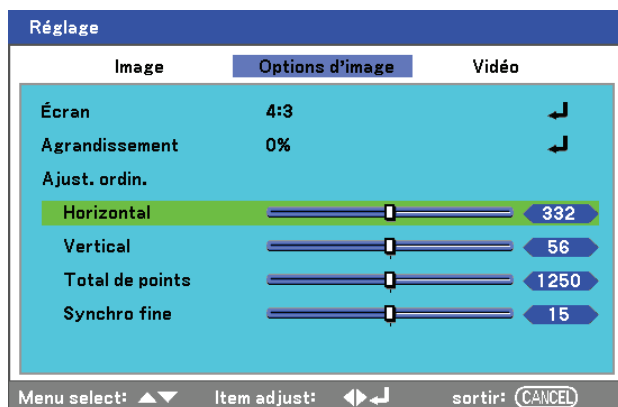 Réglage
Image Options d'image Vidéo
Écran 4:3
Agrandissement 0%
Ajust. ordin.
Horizontal 332
Vertical 56
Total de points 1250
Synchro fine 15
Menu select: Item adjust: sortir: CANCEL